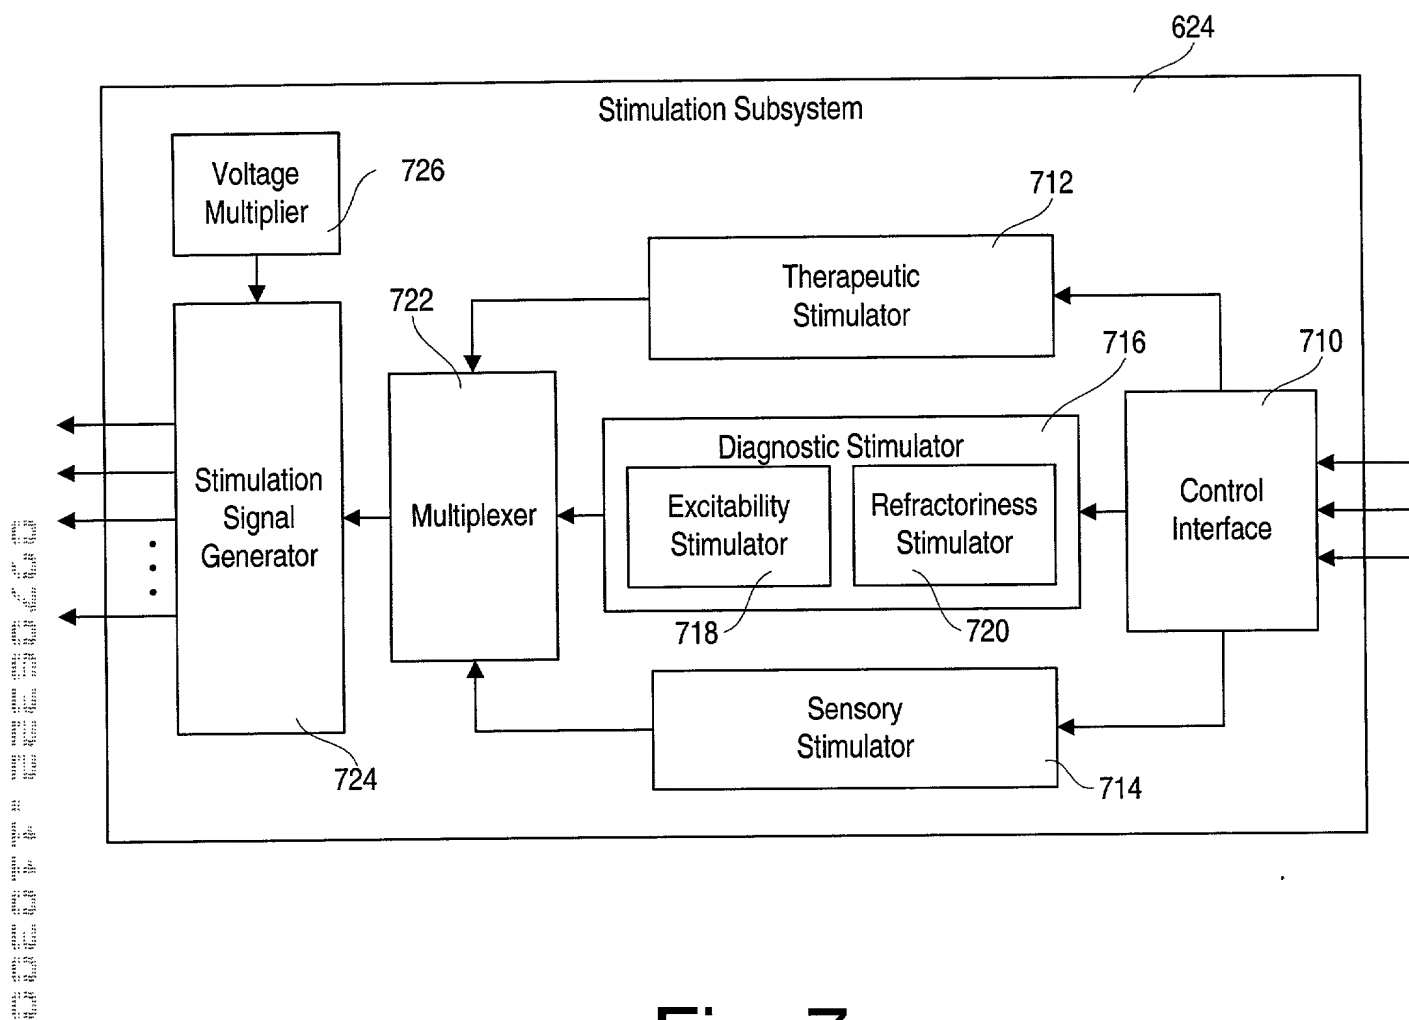 624
Stimulation Subsystem
Voltage
Multiplier
726
712
Therapeutic
Stimulator
722
716
710
Diagnostic Stimulator
Stimulation
Signal
Generator
Multiplexer
Excitability
Stimulator
Refractoriness
Stimulator
Control
Interface
718
720
Sensory
Stimulator
724
714